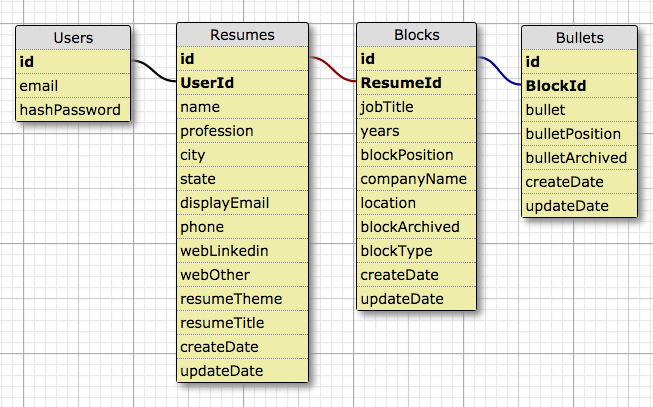 Users
id
email
hashPassword
Resumes
id
UserId
name
profession
city
state
displayEmail
phone
webLinkedin
webOther
resumeTheme
resumeTitle
createDate
updateDate
Blocks
id
ResumeId
jobTitle
years
blockPosition
companyName
location
blockArchived
blockType
createDate
updateDate
Bullets
id
BlockId
bullet
bulletPosition
bulletArchived
createDate
updateDate